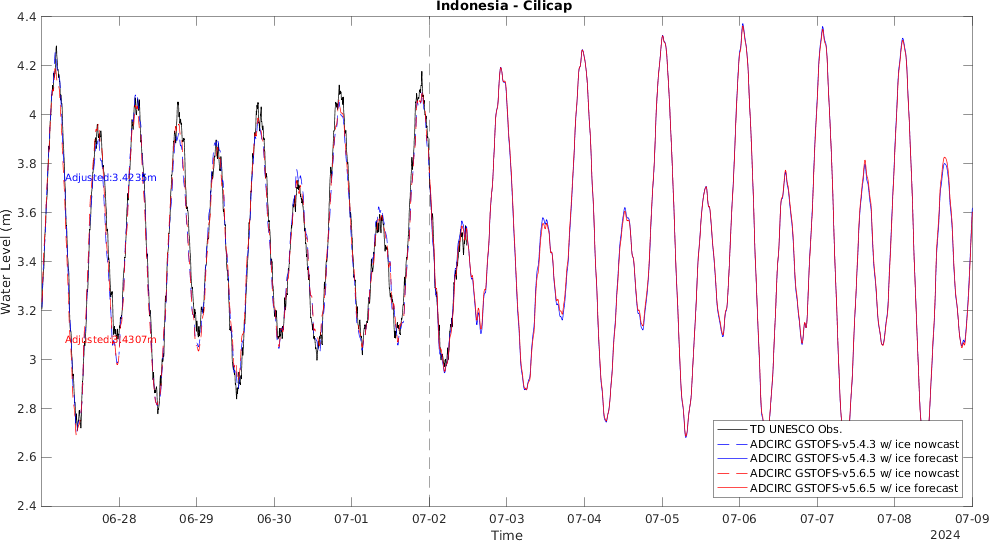 Indonesia - Cilicap
4.4
4.2
4
3.8
3.6
3.4
3.2
3
2.8
2.6
2.4
Water Level (m)
Adjusted:3.4235m
Adjusted:3.4307m
TD UNESCO Obs.
ADCIRC GSTOFS-v5.4.3 w/ ice nowcast
ADCIRC GSTOFS-v5.4.3 w/ ice forecast
ADCIRC GSTOFS-v5.6.5 w/ ice nowcast
ADCIRC GSTOFS-v5.6.5 w/ ice forecast
06-28 06-29 06-30 07-01 07-02 07-03 07-04 07-05 07-06 07-07 07-08 07-09
Time
2024